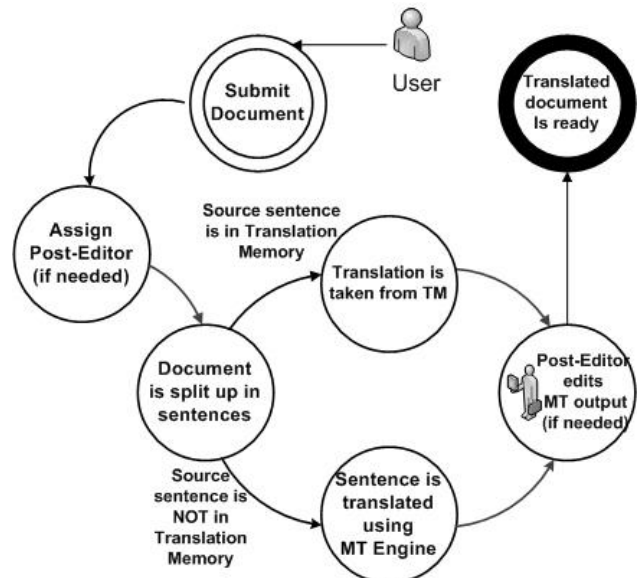 User
Submit
Document
Translated
document
Is ready
Assign
Post-Editor
(if needed)
Source sentence
is in Translation
Memory
Translation is
taken from TM
Document
is split up in
sentences
Post-Editor
edits
MT output
(if needed)
Source
sentence is
NOT in
Translation
Memory
Sentence is
translated
using
MT Engine